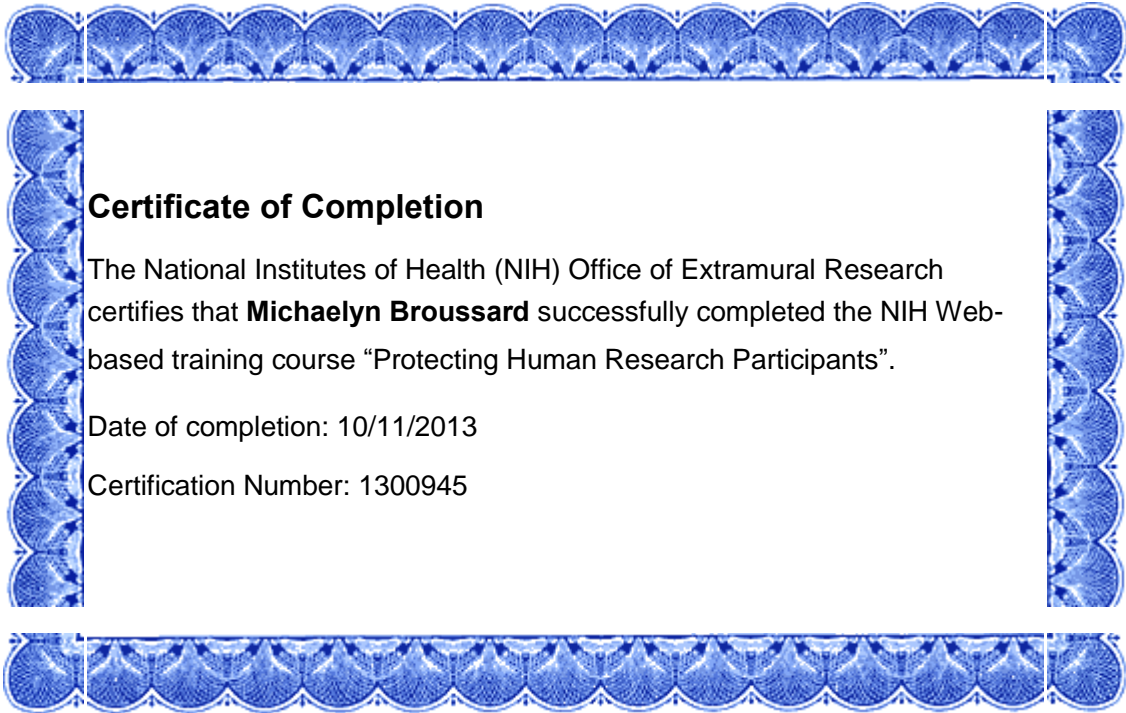 Certificate of Completion
The National Institutes of Health (NIH) Office of Extramural Research
certifies that Michaelyn Broussard successfully completed the NIH Web-
based training course “Protecting Human Research Participants”.
Date of completion: 10/11/2013
Certification Number: 1300945